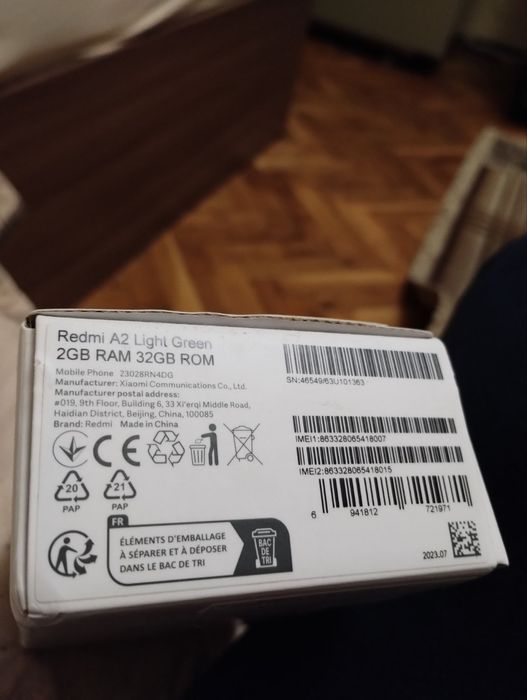 Redmi A2 Light Green
2GB RAM 32GB ROM
Mobile Phone 23028RN4DG
Manufacturer: Xiaomi Communications Co., Ltd.
Manufacturer postal address:
#019, 9th Floor, Building 6, 33 Xi'erqi Middle Road,
Haidian District, Beijing, China, 100085
Brand: Redmi Made in China
CE
20
PAP
21
PAP
FR
ÉLÉMENTS D'EMBALLAGE
À SÉPARER ET À DÉPOSER
DANS LE BAC DE TRI
BAC
DE
TRI
SN:46549/63U101363
IMEI1:863328065418007
IMEI2:863328065418015
6 941812 721971
2023.07